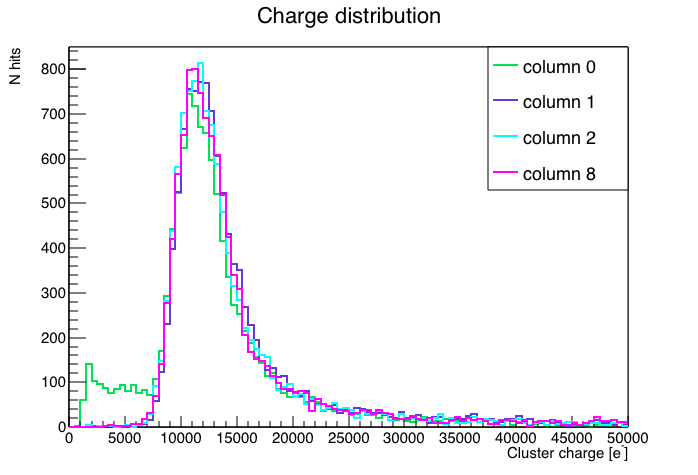 Charge distribution
N hits
column 0
column 1
column 2
column 8
800
700
600
500
400
300
200
100
0
0 5000 10000 15000 20000 25000 30000 35000 40000 45000 50000
Cluster charge [e⁻]